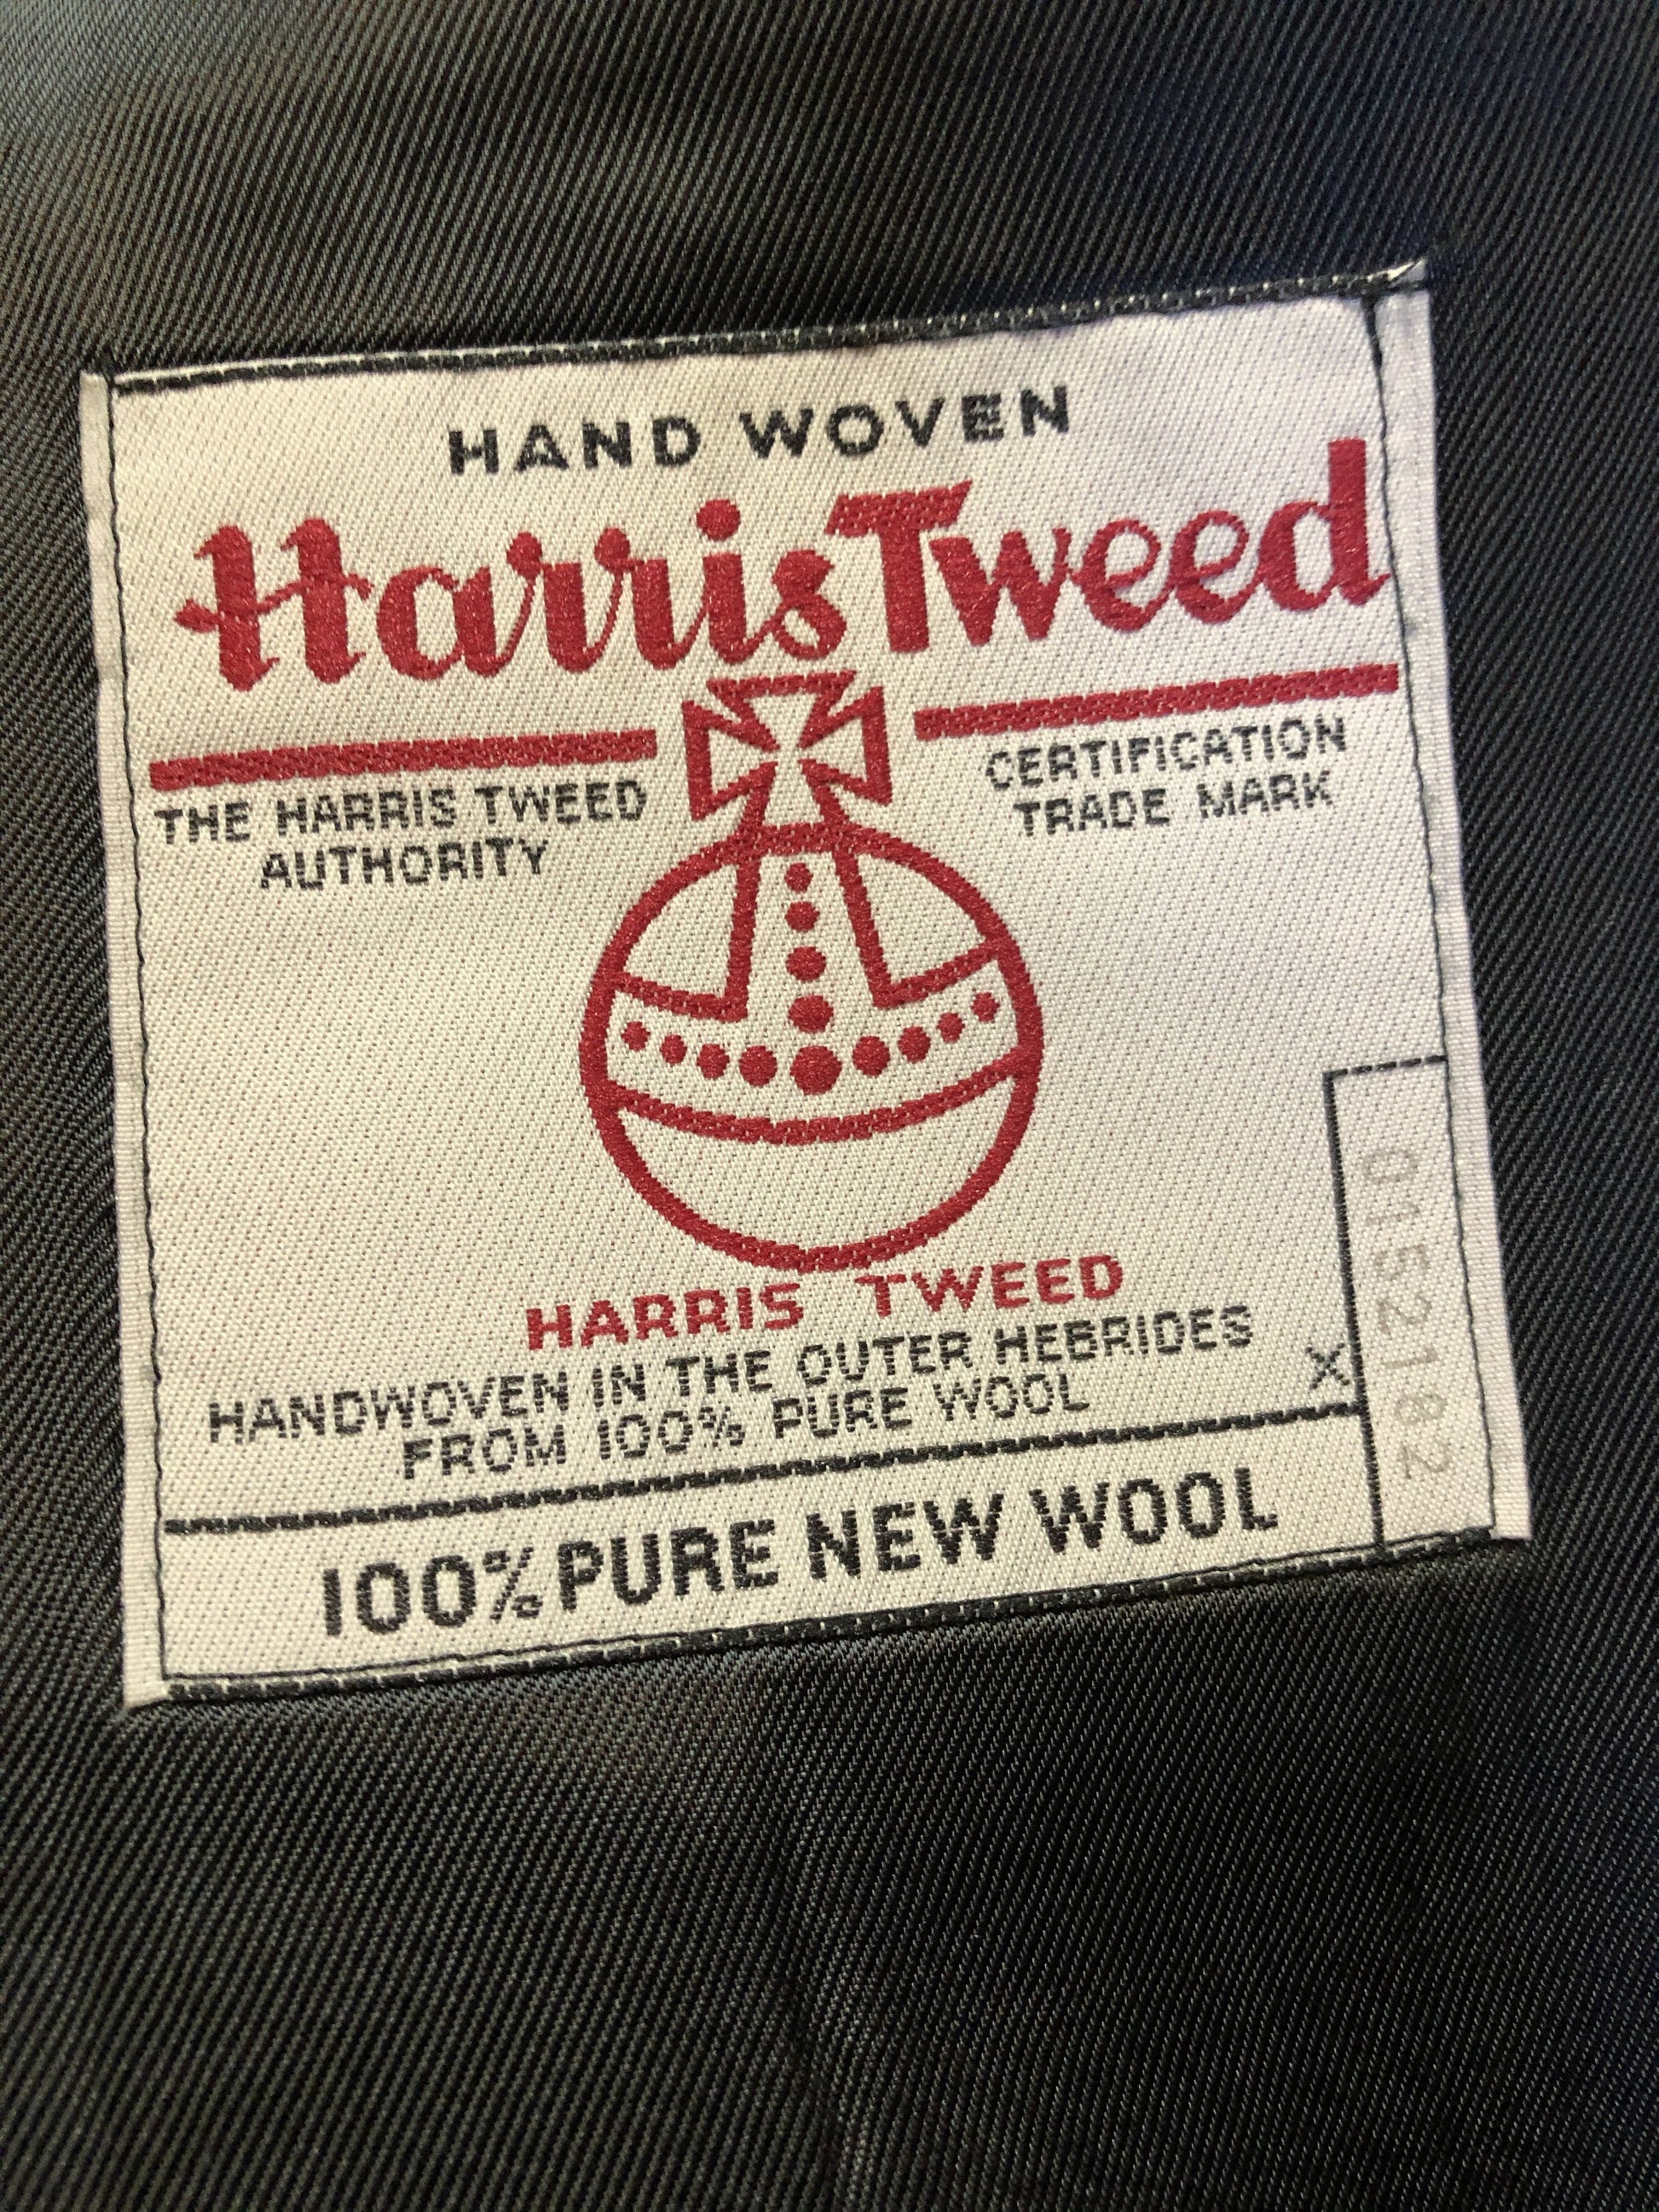 HAND WOVEN
Harris Tweed
THE HARRIS TWEED
AUTHORITY
CERTIFICATION
TRADE MARK
HARRIS TWEED
HANDWOVEN IN THE OUTER HEBRIDES
FROM 100% PURE WOOL
X
100% PURE NEW WOOL
0152182